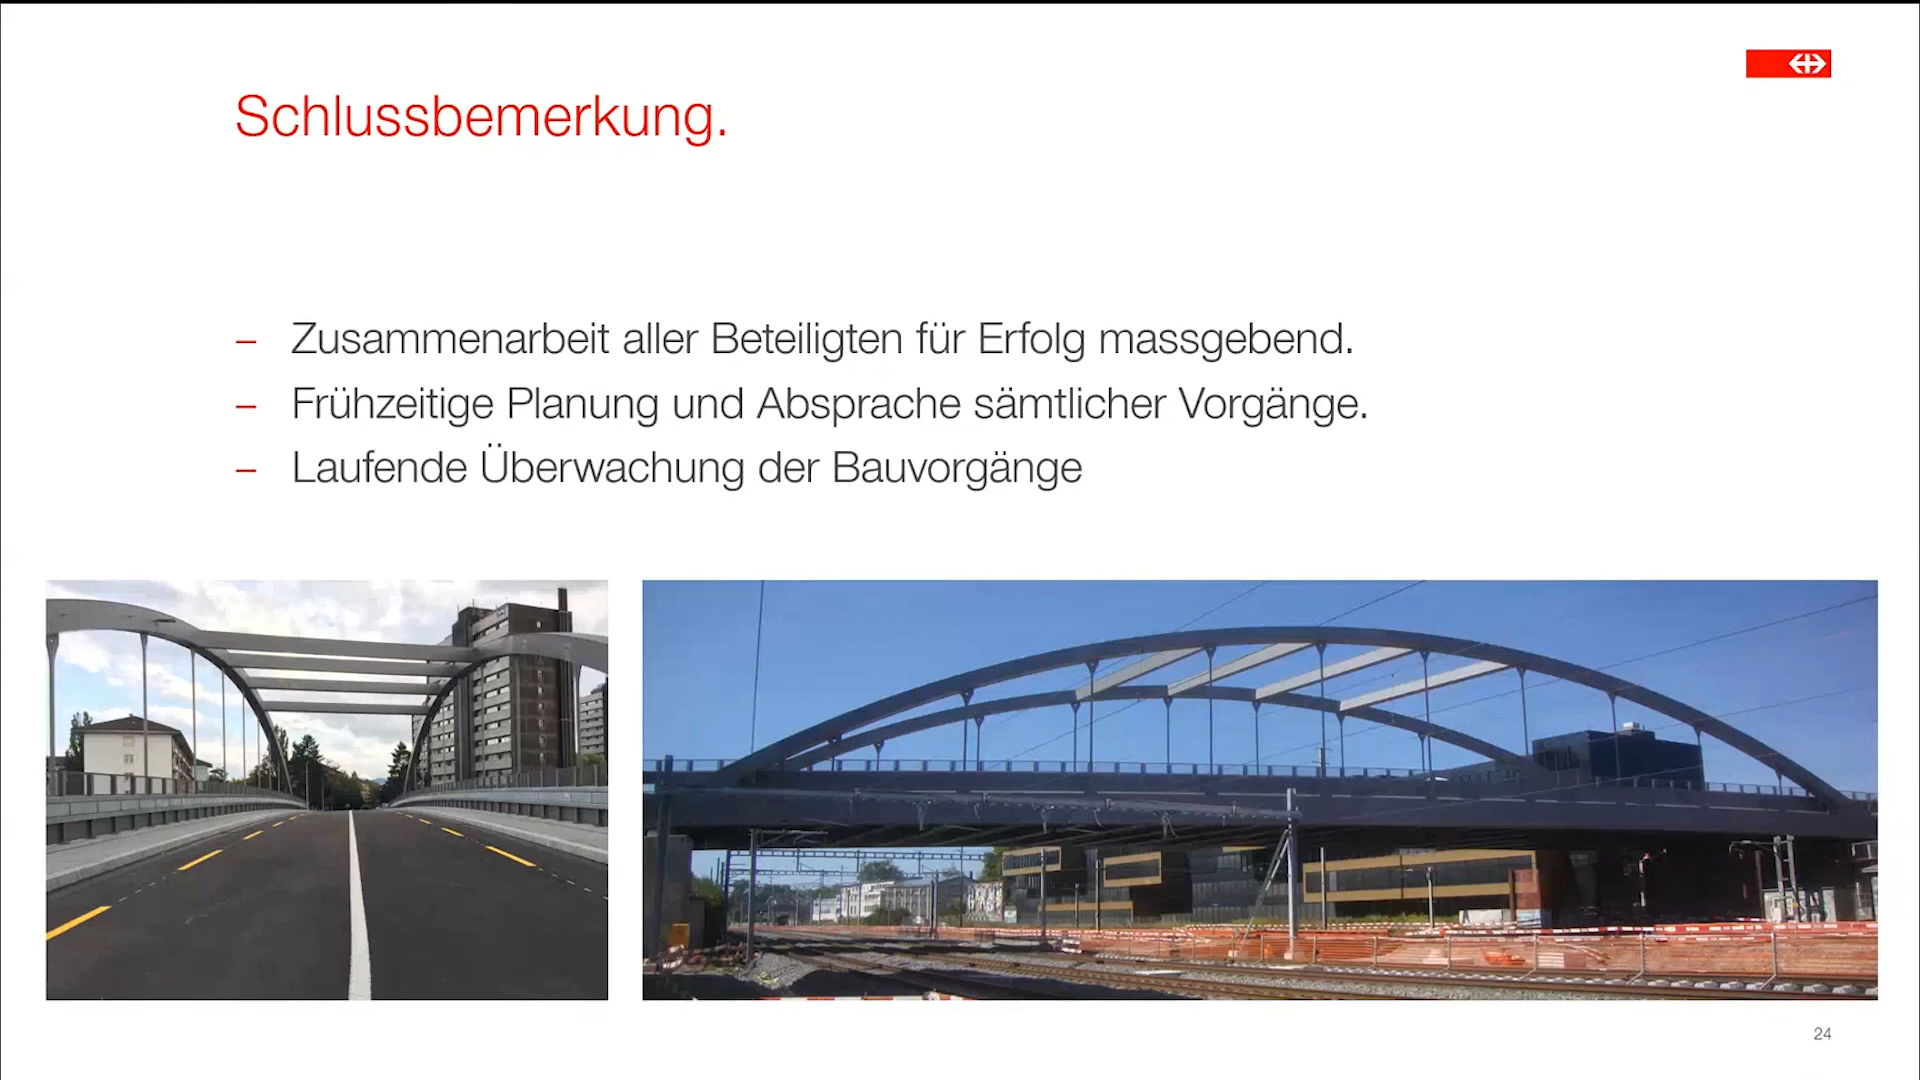 Schlussbemerkung.
– Zusammenarbeit aller Beteiligten für Erfolg massgebend.
– Frühzeitige Planung und Absprache sämtlicher Vorgänge.
– Laufende Überwachung der Bauvorgänge
24